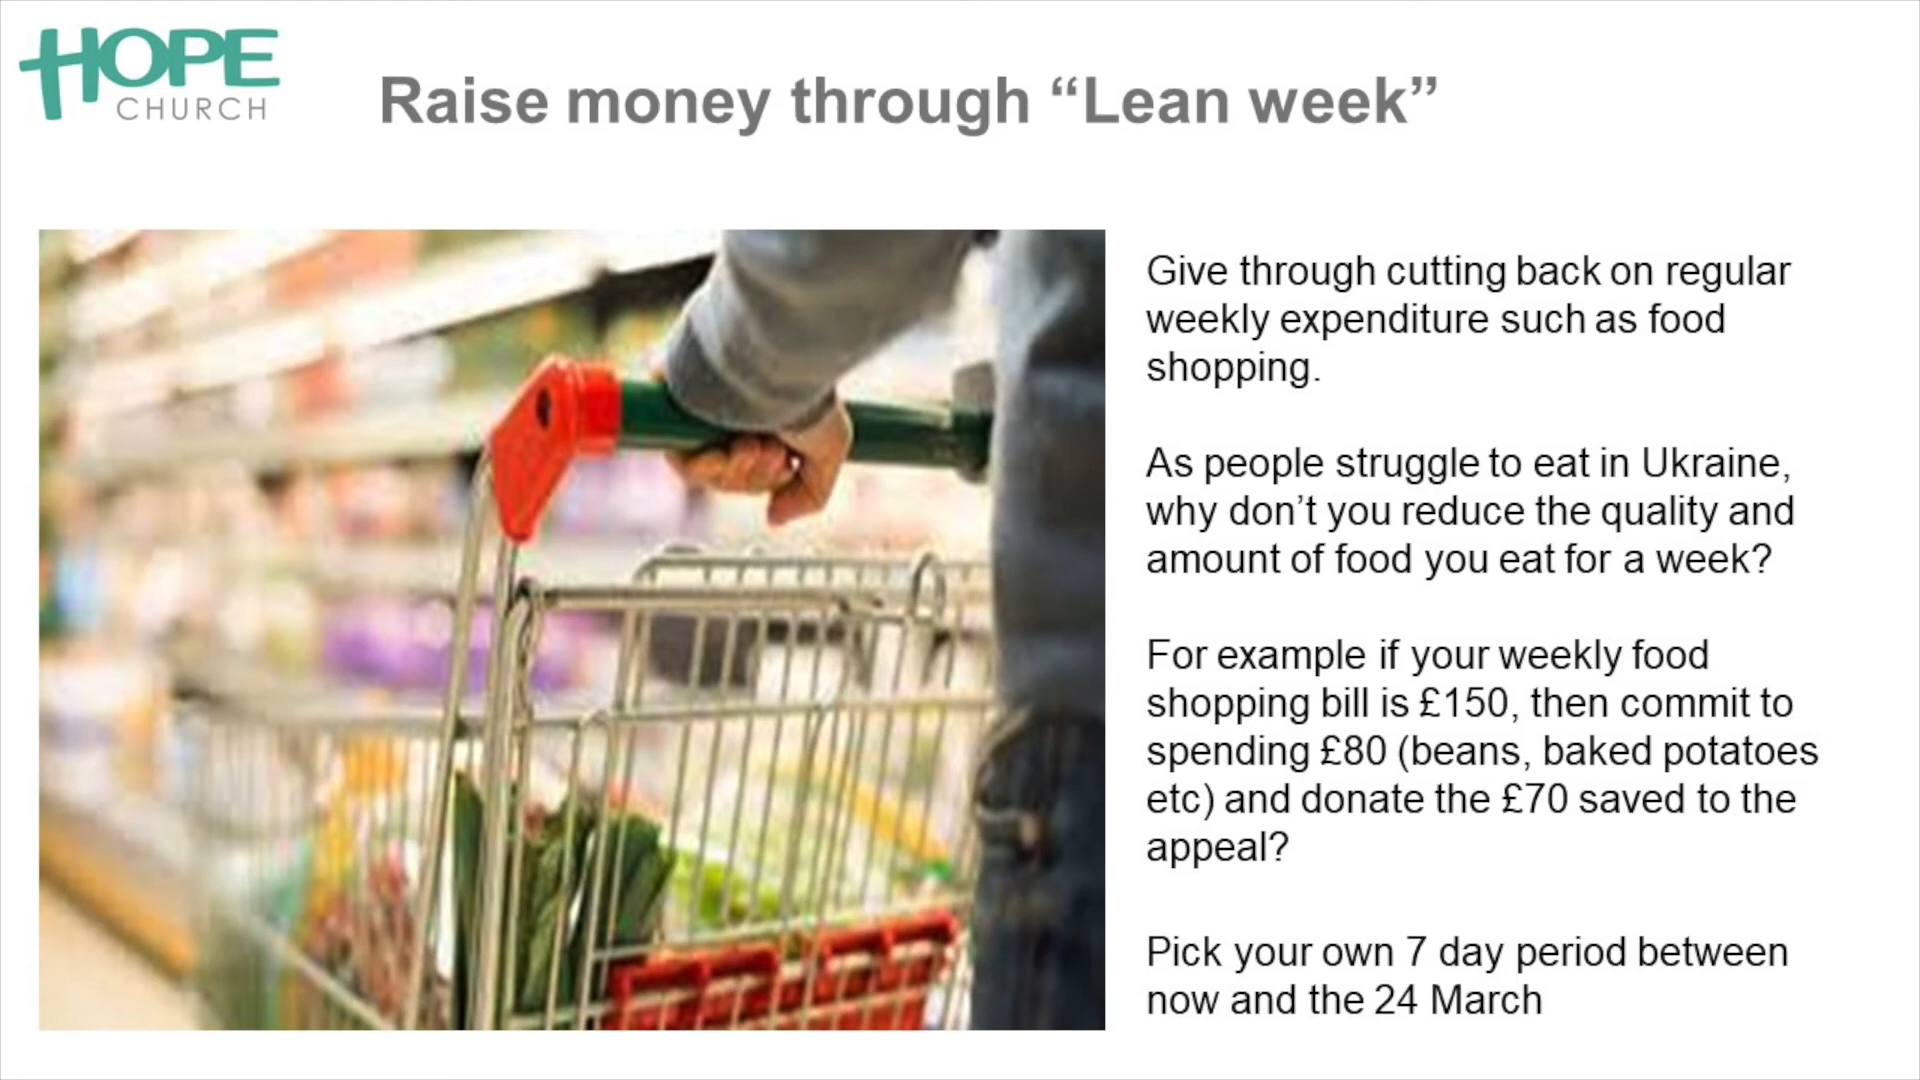 HOPE
CHURCH
Raise money through “Lean week”
Give through cutting back on regular
weekly expenditure such as food
shopping.
As people struggle to eat in Ukraine,
why don’t you reduce the quality and
amount of food you eat for a week?
For example if your weekly food
shopping bill is £150, then commit to
spending £80 (beans, baked potatoes
etc) and donate the £70 saved to the
appeal?
Pick your own 7 day period between
now and the 24 March